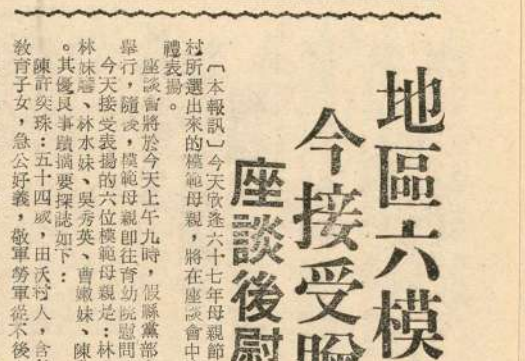 地區六模
今接受
座談後慰
〔本報訊〕今天欣逢六十七年母親節
村所選出來的模範母親，將在座談會中
禮表揚。
座談會將於今天上午九時，假縣黨部
舉行，隨後，模範母親即往育幼院慰問
今天接受表揚的六位模範母親是：林
林妹、林水妹、吳秀英、曹嫩妹、陳
。其優良事蹟摘要探誌如下：
陳許奕珠：五十四歲，田沃村人，含
教育子女，急公好義，敬軍勞軍從不後